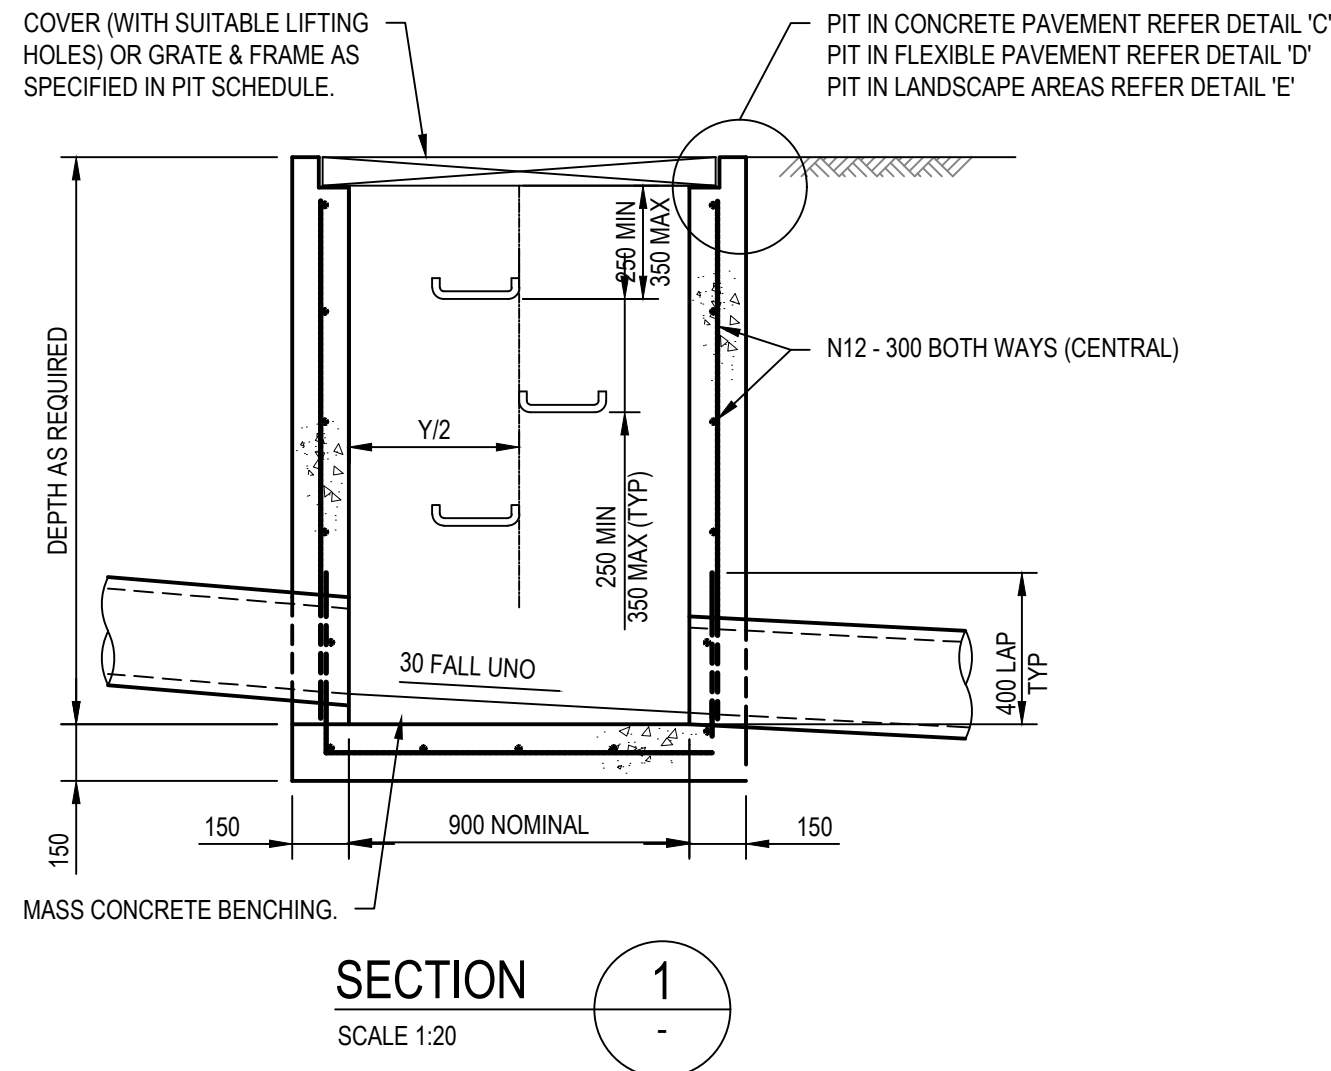 COVER (WITH SUITABLE LIFTING
HOLES) OR GRATE & FRAME AS
SPECIFIED IN PIT SCHEDULE.
PIT IN CONCRETE PAVEMENT REFER DETAIL 'C'
PIT IN FLEXIBLE PAVEMENT REFER DETAIL 'D'
PIT IN LANDSCAPE AREAS REFER DETAIL 'E'
250 MIN
350 MAX
N12 - 300 BOTH WAYS (CENTRAL)
DEPTH AS REQUIRED
Y/2
250 MIN
350 MAX (TYP)
30 FALL UNO
400 LAP
TYP
150
900 NOMINAL
150
150
MASS CONCRETE BENCHING.
SECTION
1
SCALE 1:20
-